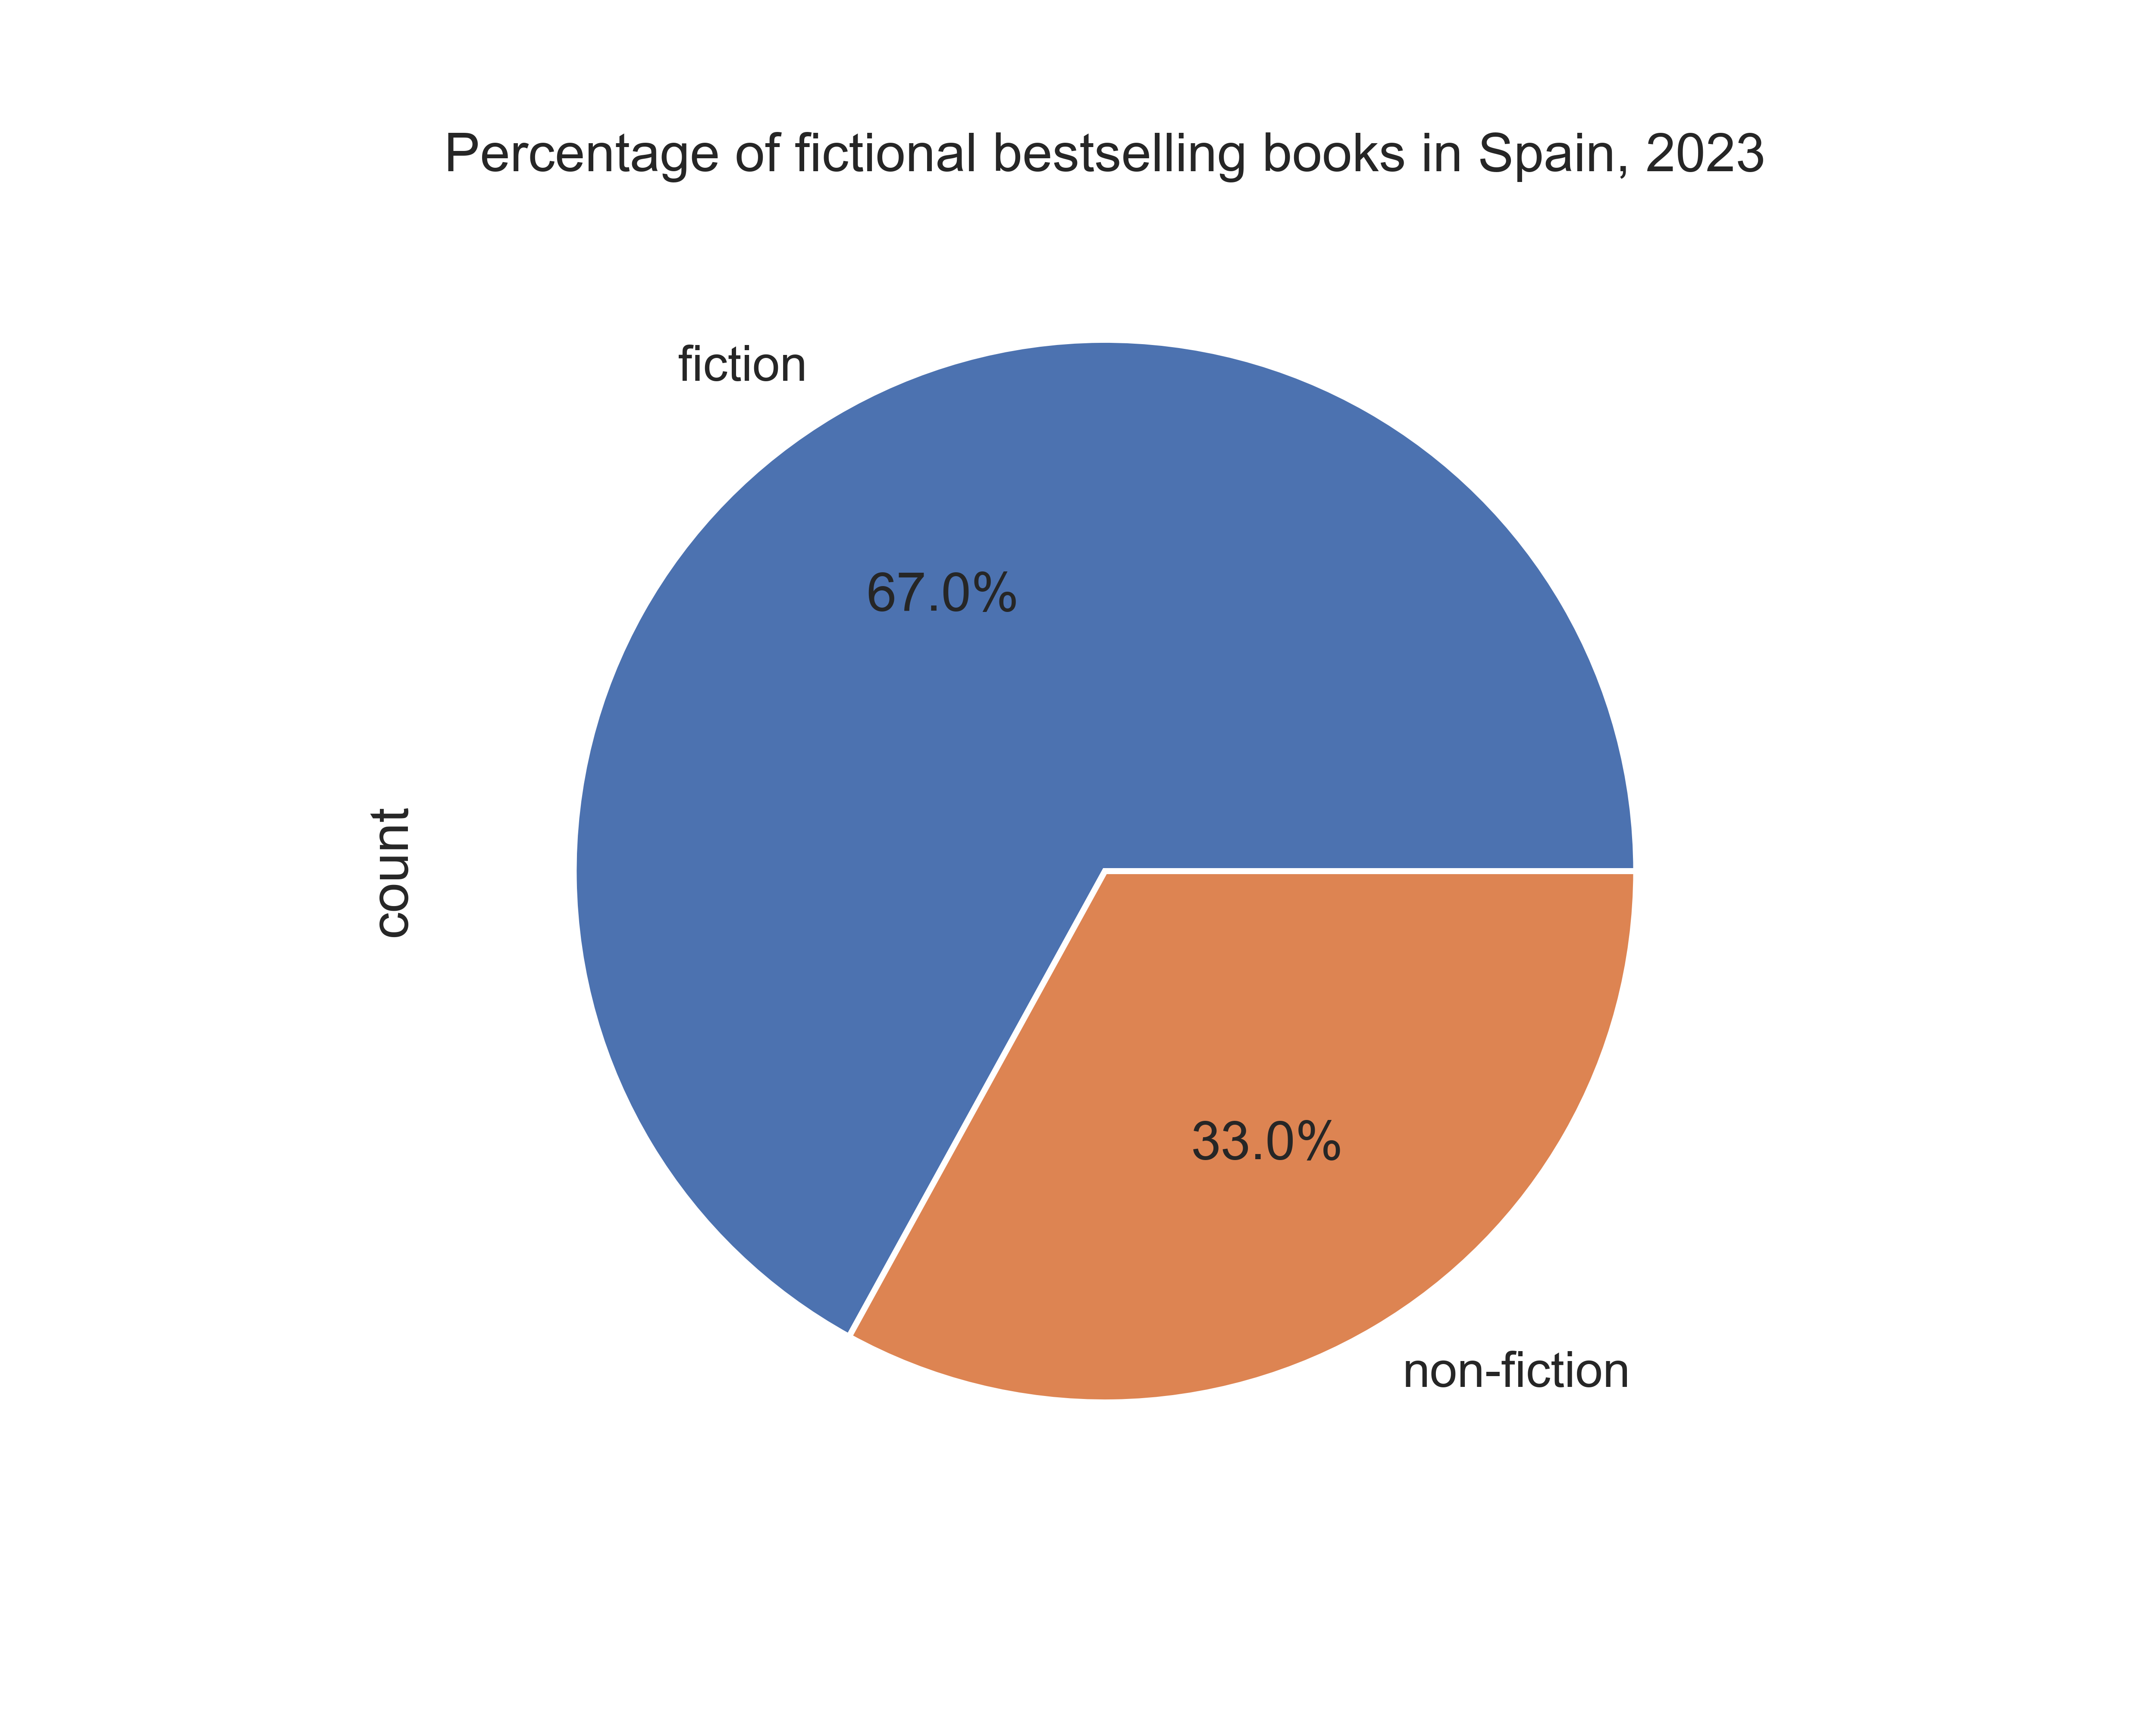 Percentage of fictional bestselling books in Spain, 2023
fiction
67.0%
count
33.0%
non-fiction